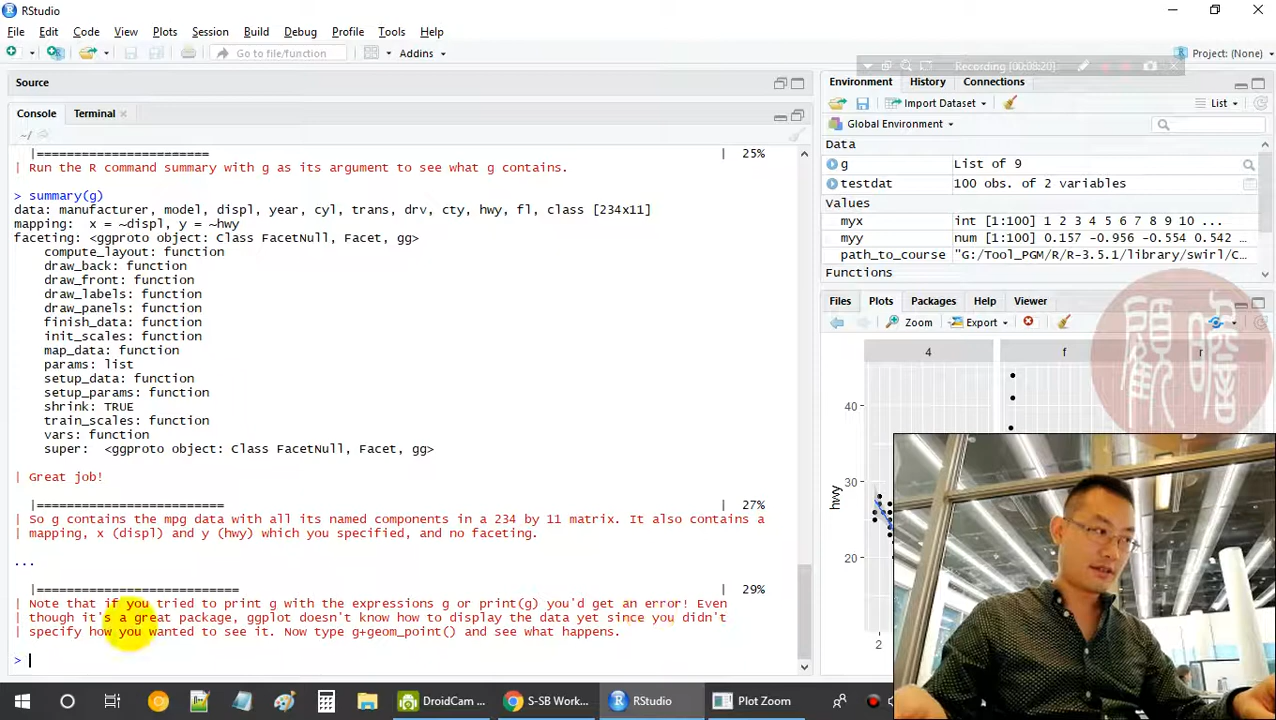 RStudio
File Edit Code View Plots Session Build Debug Profile Tools Help
Go to file/function Addins Project: (None)
Recording [00:08:20]
Source
Console Terminal
~/
|======================= | 25%
| Run the R command summary with g as its argument to see what g contains.
> summary(g)
data: manufacturer, model, displ, year, cyl, trans, drv, cty, hwy, fl, class [234x11]
mapping: x = ~displ, y = ~hwy
faceting: <ggproto object: Class FacetNull, Facet, gg>
compute_layout: function
draw_back: function
draw_front: function
draw_labels: function
draw_panels: function
finish_data: function
init_scales: function
map_data: function
params: list
setup_data: function
setup_params: function
shrink: TRUE
train_scales: function
vars: function
super: <ggproto object: Class FacetNull, Facet, gg>
| Great job!
|========================= | 27%
| So g contains the mpg data with all its named components in a 234 by 11 matrix. It also contains a
| mapping, x (displ) and y (hwy) which you specified, and no faceting.
...
|=========================== | 29%
| Note that if you tried to print g with the expressions g or print(g) you'd get an error! Even
| though it's a great package, ggplot doesn't know how to display the data yet since you didn't
| specify how you wanted to see it. Now type g+geom_point() and see what happens.
>
Environment History Connections
Import Dataset List
Global Environment
Data
g List of 9
testdat 100 obs. of 2 variables
Values
myx int [1:100] 1 2 3 4 5 6 7 8 9 10 ...
myy num [1:100] 0.157 -0.956 -0.554 0.542 …
path_to_course "G:/Tool_PGM/R/R-3.5.1/library/swirl/C…
Functions
Files Plots Packages Help Viewer
Zoom Export
4 f r
40
30
20
hwy
2
DroidCam ... S-SB Work... RStudio Plot Zoom